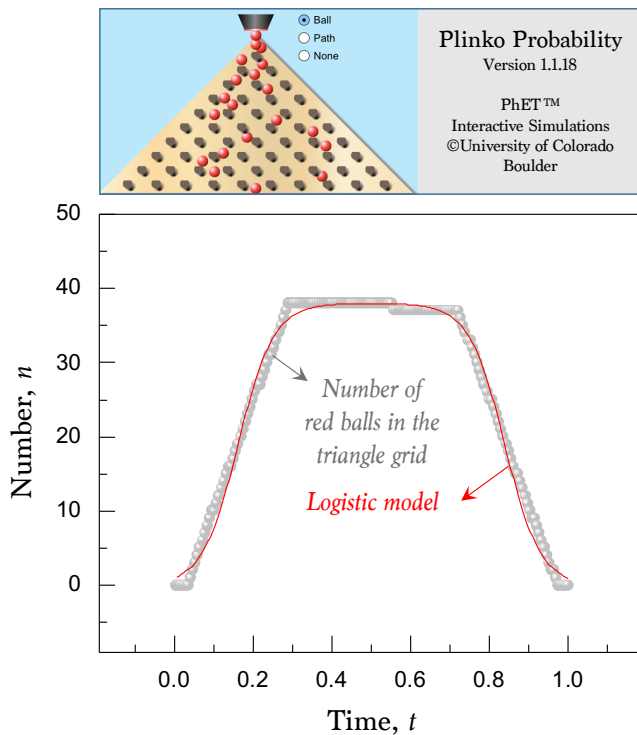 Ball
Path
None
Plinko Probability
Version 1.1.18
PhET™
Interactive Simulations
©University of Colorado
Boulder
50
40
30
20
10
0
Number, n
Number of
red balls in the
triangle grid
Logistic model
0.0 0.2 0.4 0.6 0.8 1.0
Time, t